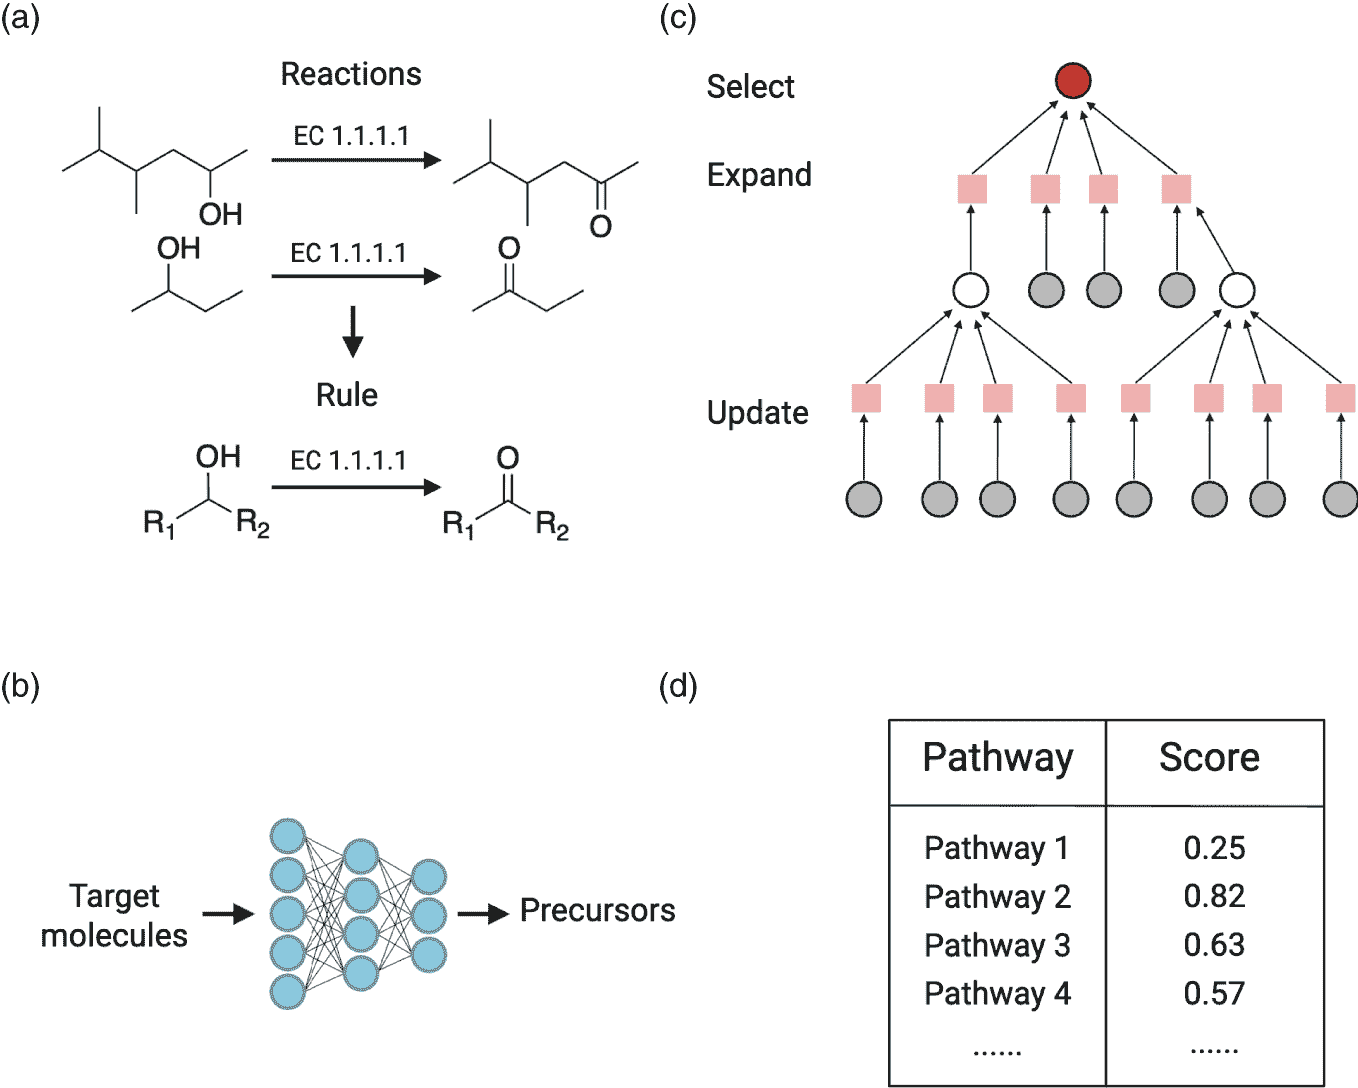 (a)
Reactions
EC 1.1.1.1
OH
O
OH
EC 1.1.1.1
O
Rule
OH
EC 1.1.1.1
O
R1
R2
R1
R2
(c)
Select
Expand
Update
(b)
Target
molecules
Precursors
(d)
Pathway Score
Pathway 1 0.25
Pathway 2 0.82
Pathway 3 0.63
Pathway 4 0.57
...... ......